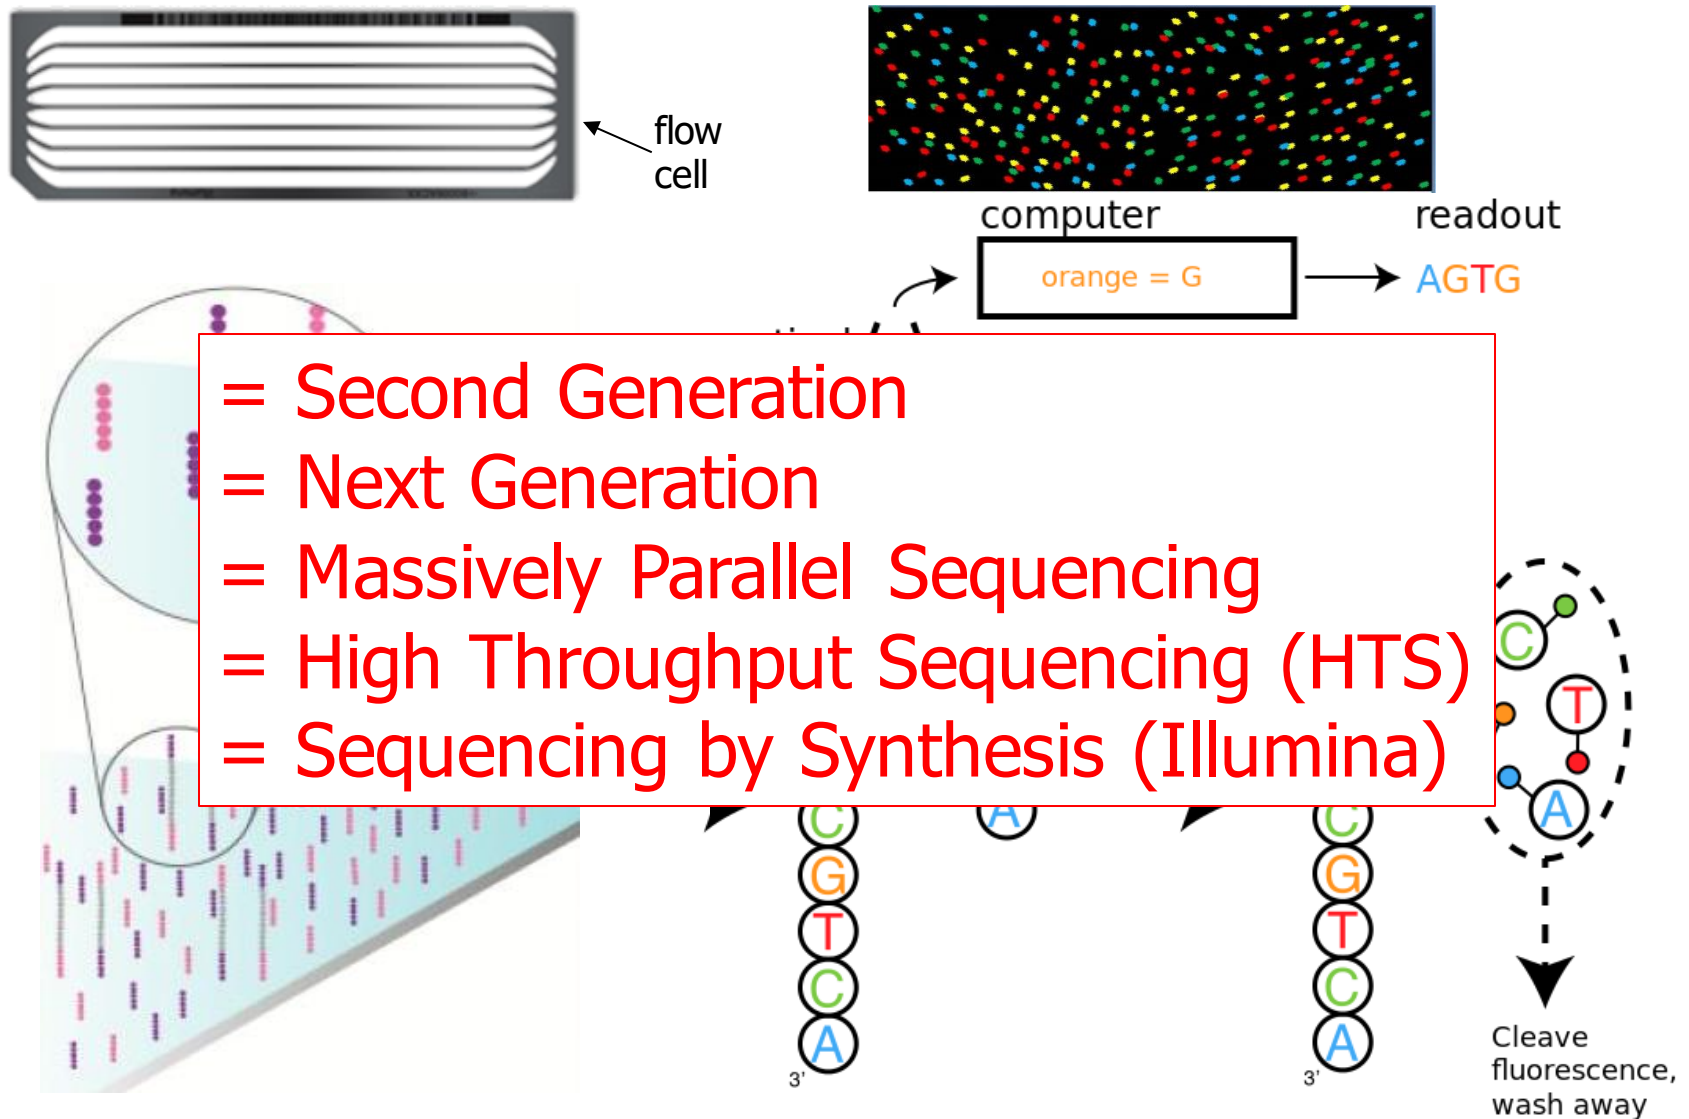 flow
cell
computer
readout
orange = G
AGTG
= Second Generation
= Next Generation
= Massively Parallel Sequencing
= High Throughput Sequencing (HTS)
= Sequencing by Synthesis (Illumina)
C
T
A
C
G
T
C
A
3'
A
C
G
T
C
A
3'
Cleave
fluorescence,
wash away